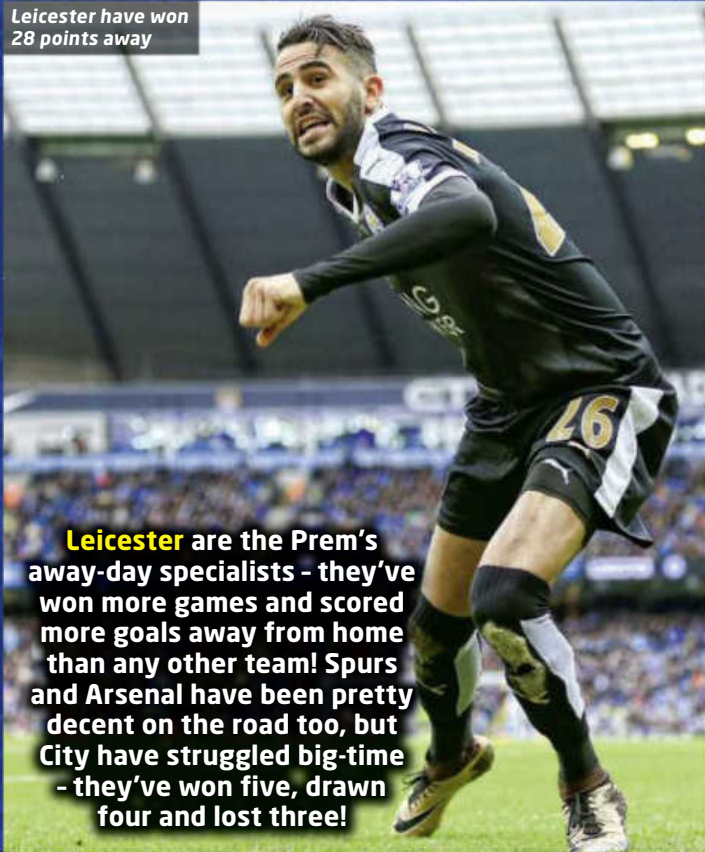 Leicester have won
28 points away
26
Leicester are the Prem's
away-day specialists – they've
won more games and scored
more goals away from home
than any other team! Spurs
and Arsenal have been pretty
decent on the road too, but
City have struggled big-time
– they've won five, drawn
four and lost three!